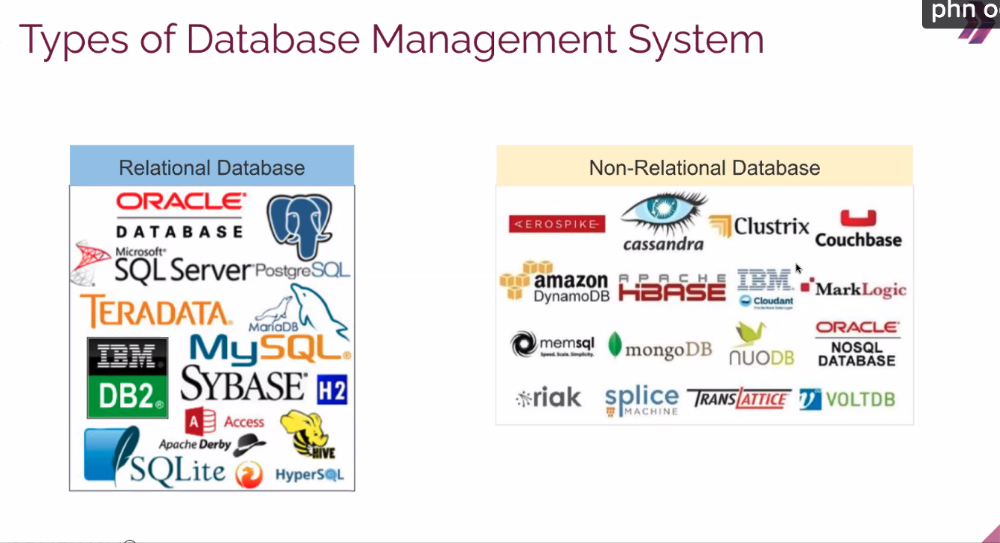 phn o
Types of Database Management System
Relational Database
ORACLE®
DATABASE
Microsoft®
SQL Server®
PostgreSQL
TERADATA®
MariaDB
MySQL®
IBM®
DB2®
SYBASE®
H2
A
Access
Apache Derby
HIVE
SQLite
HyperSQL
Non-Relational Database
AEROSPIKE
cassandra
Clustrix
Couchbase
amazon
DynamoDB
APACHE
HBASE
IBM®
Cloudant
MarkLogic
memsql
Speed. Scale. Simplicity.
mongoDB
NUODB
ORACLE®
NOSQL
DATABASE
riak
splice
MACHINE
TRANSLATTICE
VOLTDB